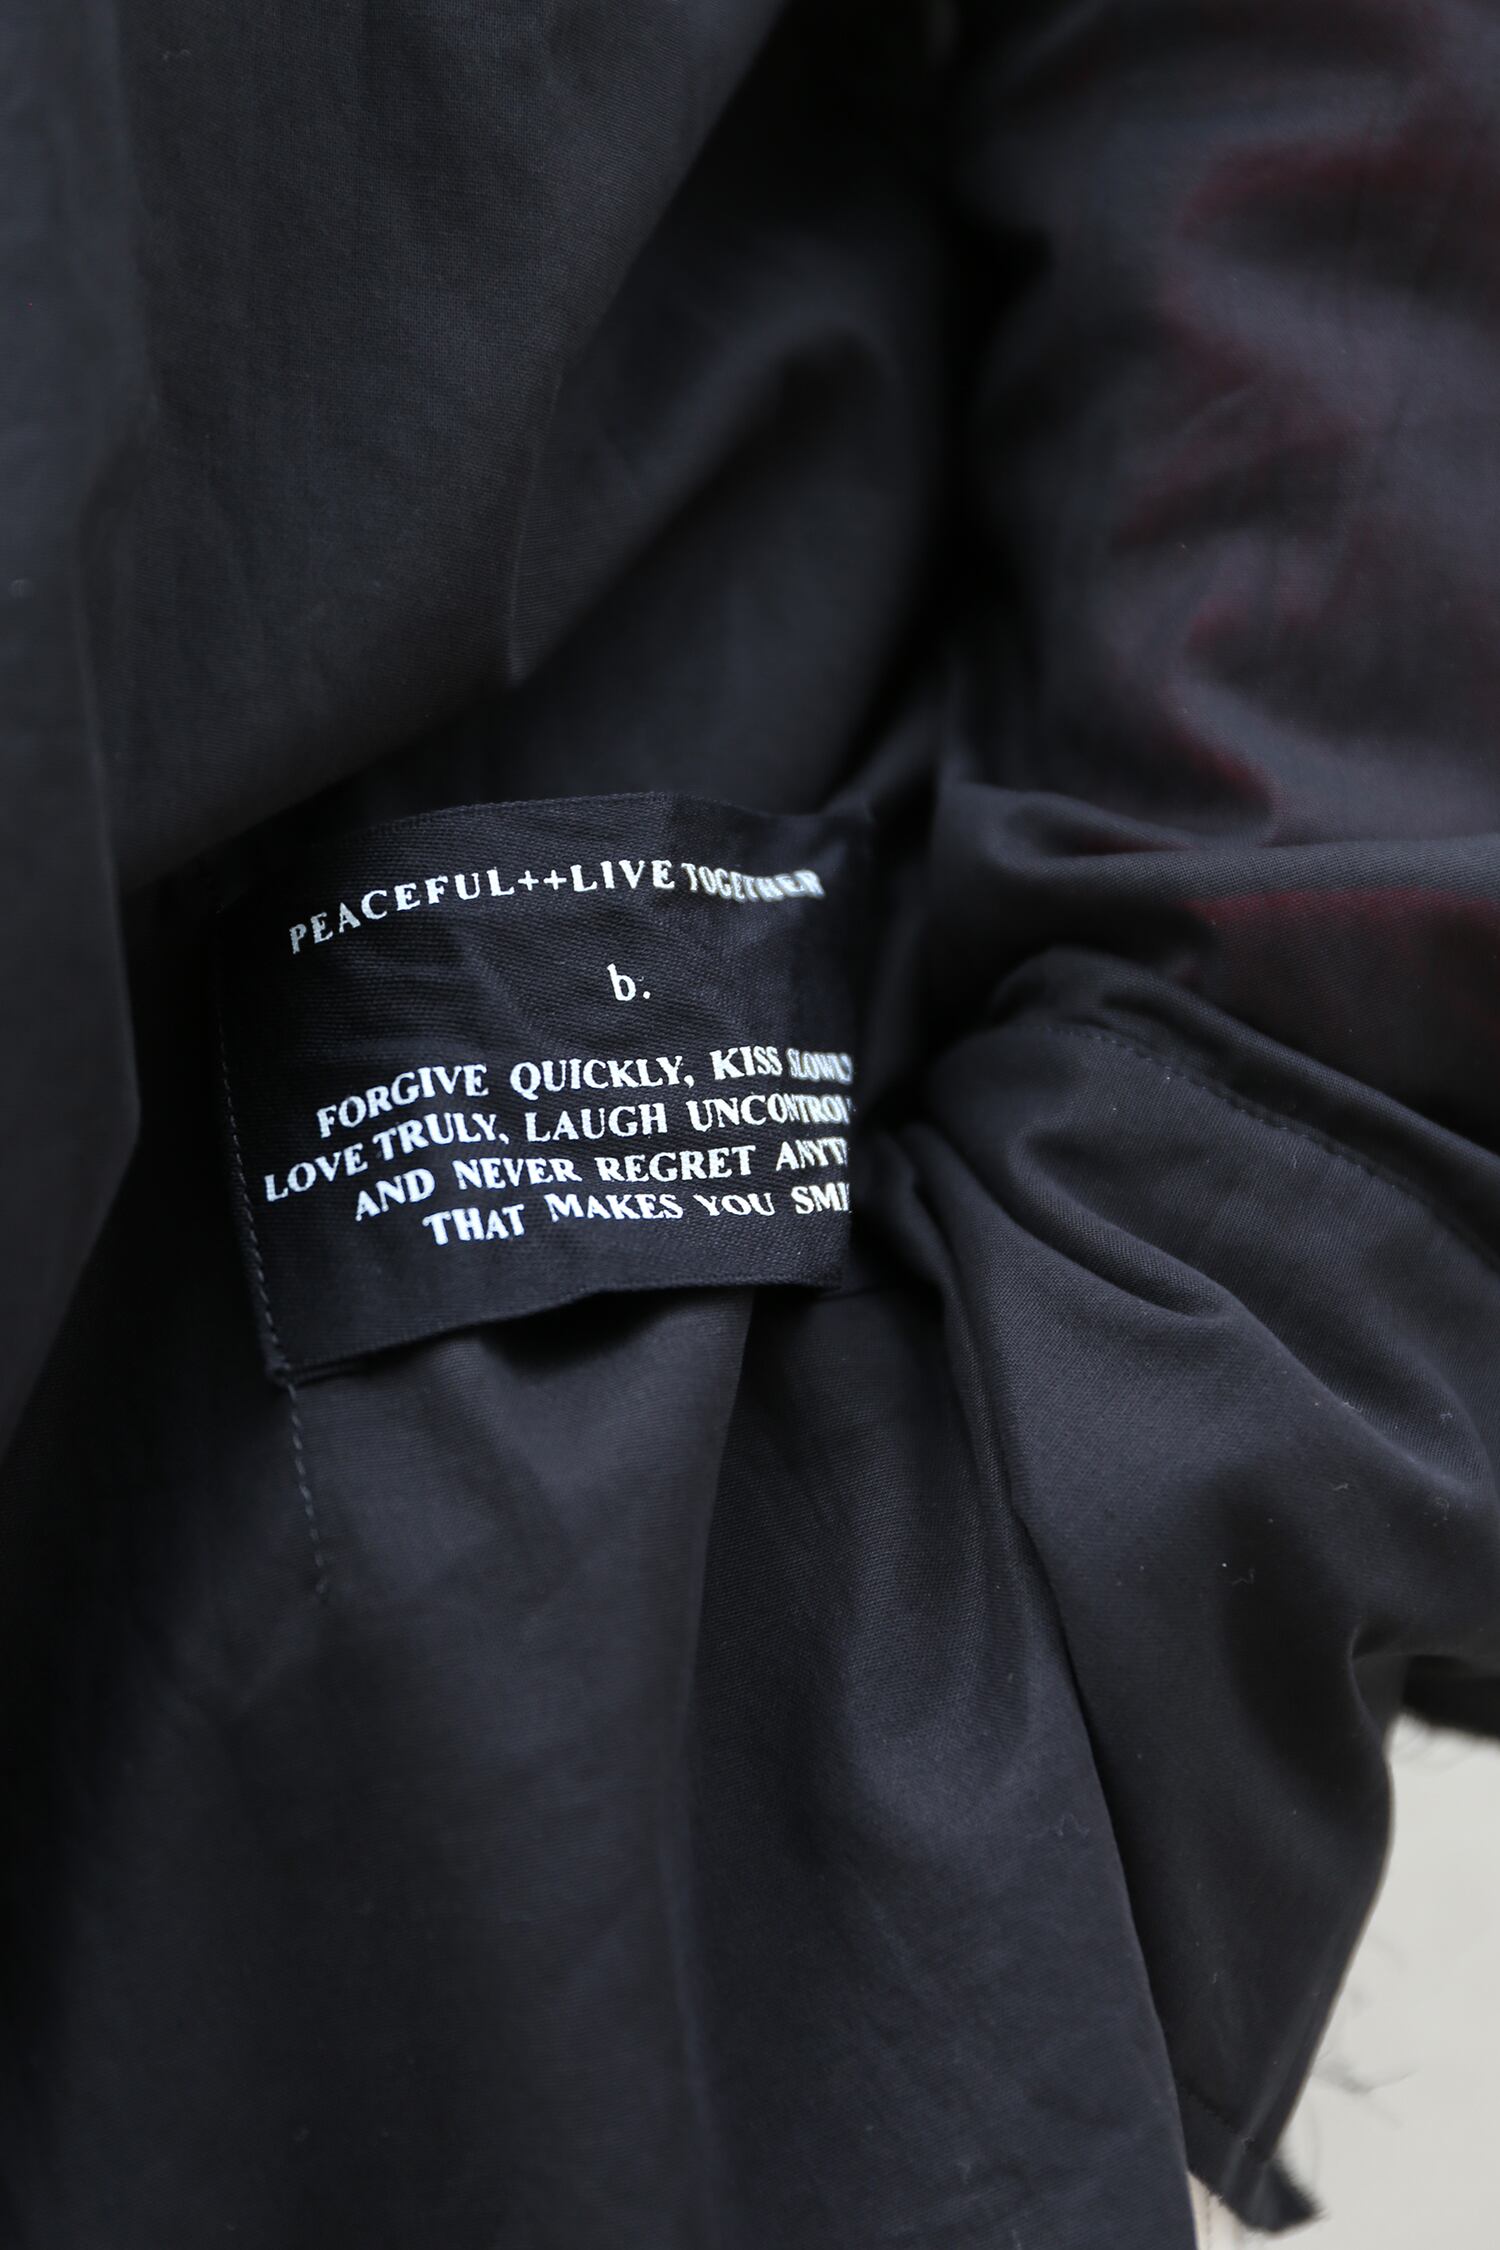 PEACEFUL++LIVE TOGETHER
b.
FORGIVE QUICKLY, KISS SLOWLY
LOVE TRULY, LAUGH
AND NEVER REGRET
THAT MAKES YOU